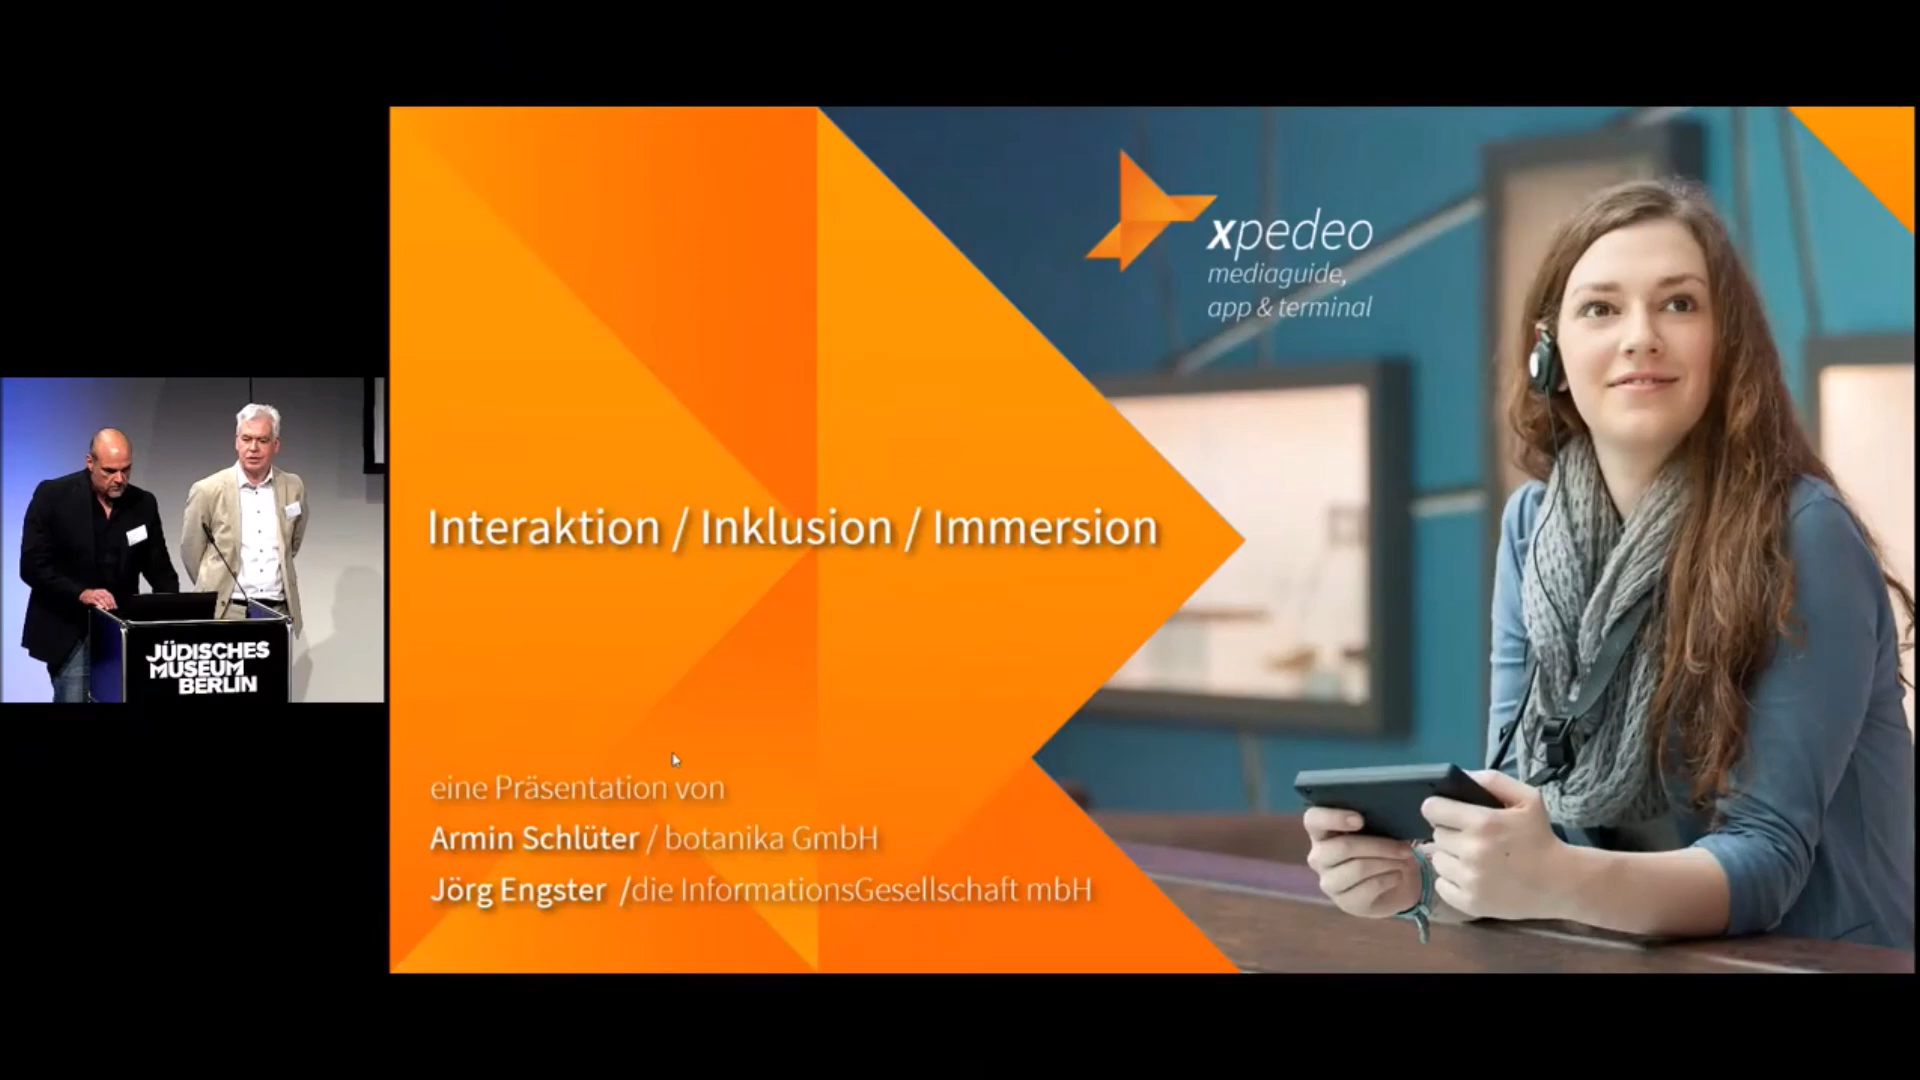 xpedeo
mediaguide,
app & terminal
Interaktion / Inklusion / Immersion
eine Präsentation von
Armin Schlüter / botanika GmbH
Jörg Engster /die InformationsGesellschaft mbH
JÜDISCHES
MUSEUM
BERLIN